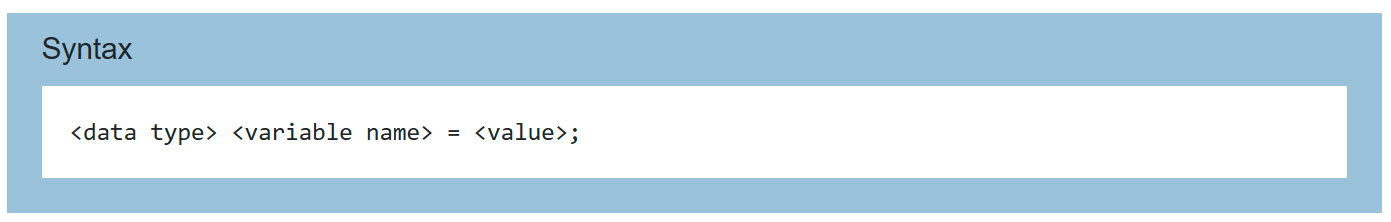 Syntax
<data type> <variable name> = <value>;